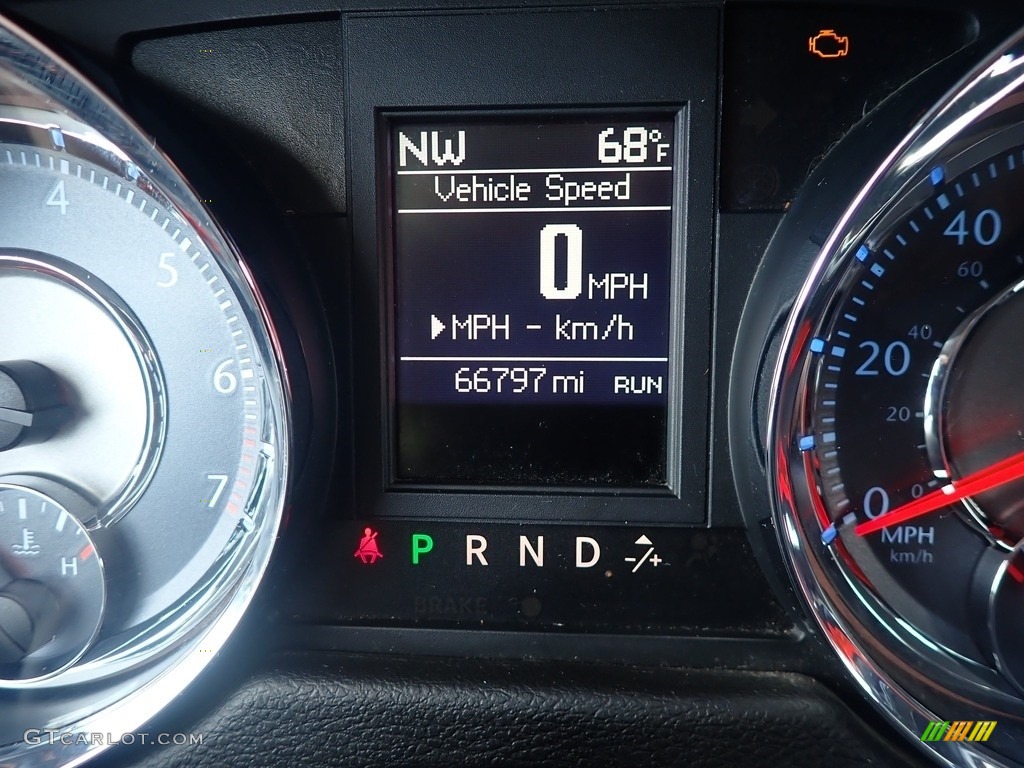 NW 68°F
Vehicle Speed
0 MPH
▶MPH - km/h
66797 mi RUN
P R N D -/+
BRAKE
4
5
6
7
H
40
60
40
20
20
0
0
MPH
km/h
GTCARLOT.COM